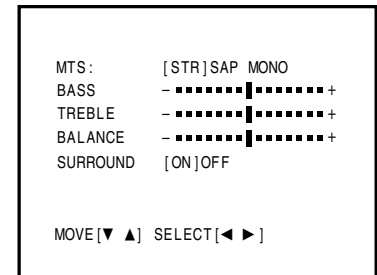 MTS: [STR]SAP MONO
BASS – ■■■■■■■▌■■■■■■■ +
TREBLE – ■■■■■■■▌■■■■■■■ +
BALANCE – ■■■■■■■▌■■■■■■■ +
SURROUND [ON]OFF
MOVE[▼ ▲] SELECT[◄ ►]